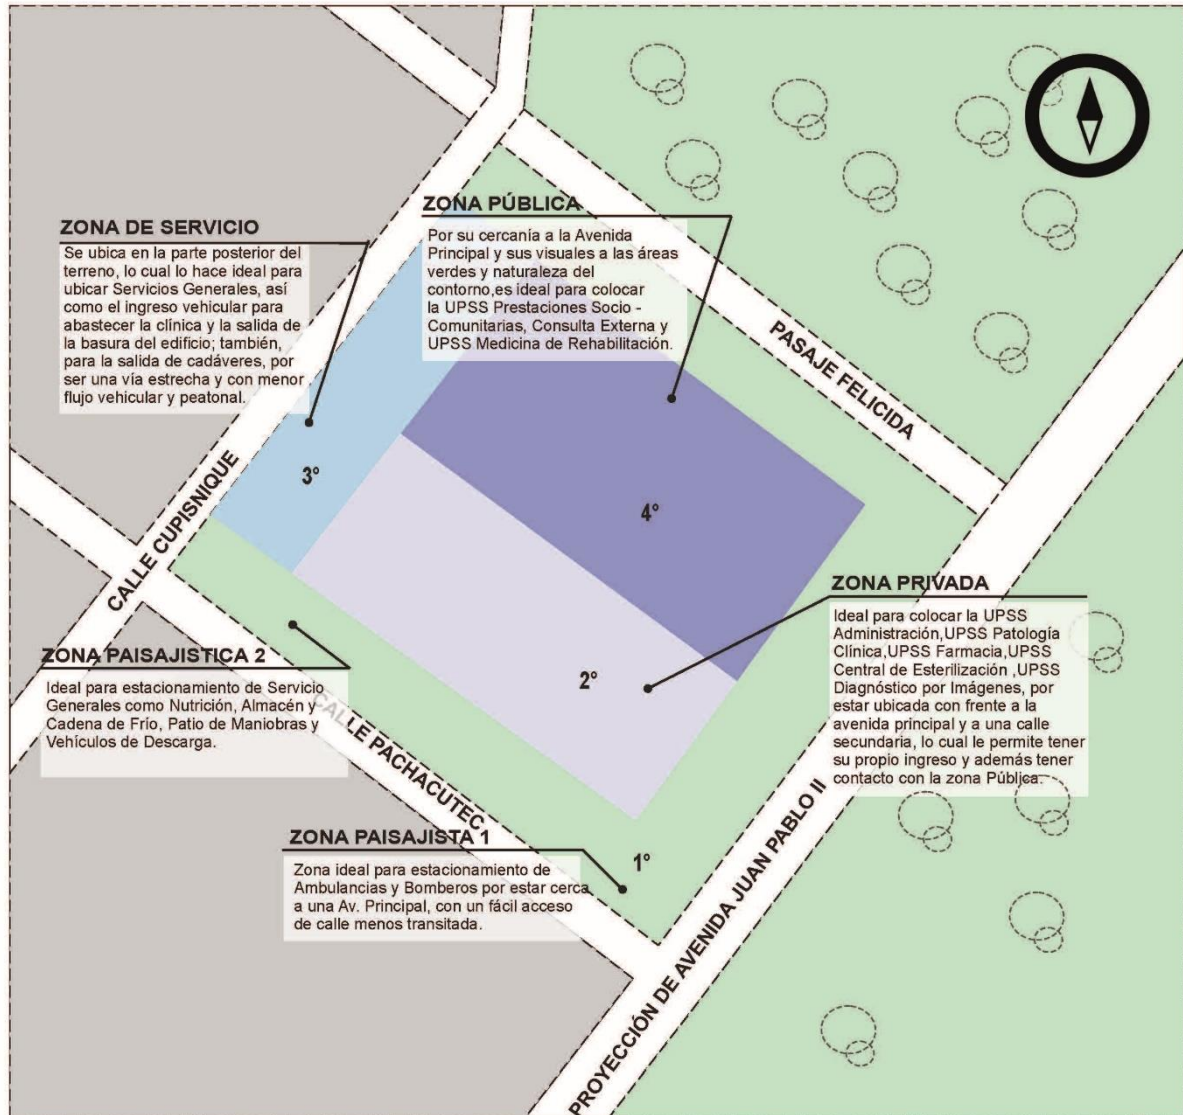 ZONA DE SERVICIO
Se ubica en la parte posterior del
terreno, lo cual lo hace ideal para
ubicar Servicios Generales, así
como el ingreso vehicular para
abastecer la clínica y la salida de
la basura del edificio; también,
para la salida de cadáveres, por
ser una vía estrecha y con menor
flujo vehicular y peatonal.
ZONA PÚBLICA
Por su cercanía a la Avenida
Principal y sus visuales a las áreas
verdes y naturaleza del
contorno,es ideal para colocar
la UPSS Prestaciones Socio -
Comunitarias, Consulta Externa y
UPSS Medicina de Rehabilitación.
PASAJE FELICIDA
CALLE CUPISNIQUE
3°
4°
2°
1°
ZONA PRIVADA
Ideal para colocar la UPSS
Administración,UPSS Patología
Clínica,UPSS Farmacia,UPSS
Central de Esterilización ,UPSS
Diagnóstico por Imágenes, por
estar ubicada con frente a la
avenida principal y a una calle
secundaria, lo cual le permite tener
su propio ingreso y además tener
contacto con la zona Pública.
ZONA PAISAJISTICA 2
Ideal para estacionamiento de Servicio
Generales como Nutrición, Almacén y
Cadena de Frío, Patio de Maniobras y
Vehículos de Descarga.
CALLE PACHACUTEC
ZONA PAISAJISTA 1
Zona ideal para estacionamiento de
Ambulancias y Bomberos por estar cerca
a una Av. Principal, con un fácil acceso
de calle menos transitada.
PROYECCIÓN DE AVENIDA JUAN PABLO II